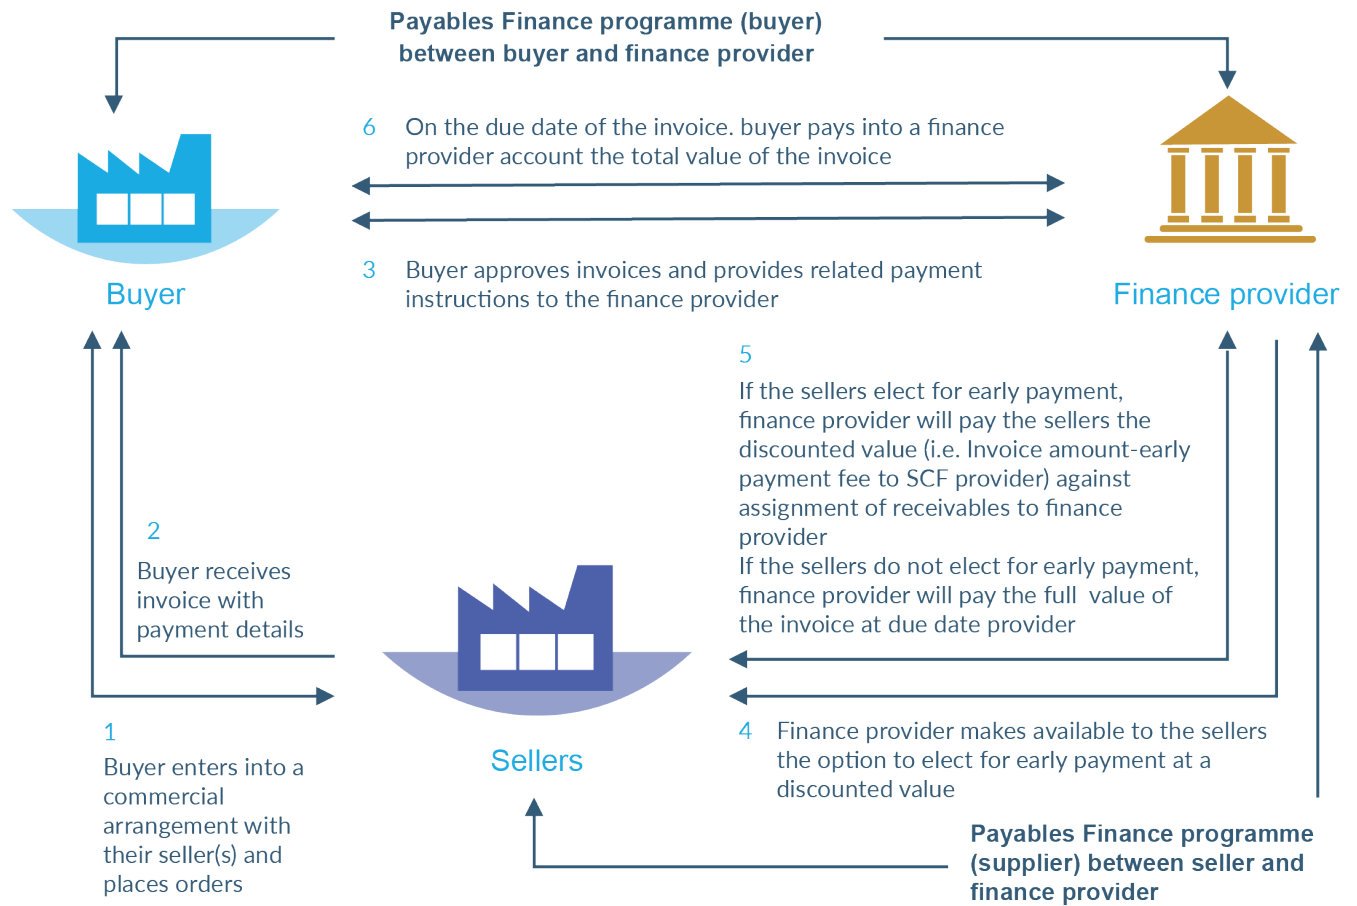 Payables Finance programme (buyer)
between buyer and finance provider
6 On the due date of the invoice. buyer pays into a finance
provider account the total value of the invoice
3 Buyer approves invoices and provides related payment
instructions to the finance provider
Buyer
Finance provider
5
If the sellers elect for early payment,
finance provider will pay the sellers the
discounted value (i.e. Invoice amount-early
payment fee to SCF provider) against
assignment of receivables to finance
provider
If the sellers do not elect for early payment,
finance provider will pay the full value of
the invoice at due date provider
2
Buyer receives
invoice with
payment details
1
Buyer enters into a
commercial
arrangement with
their seller(s) and
places orders
Sellers
4 Finance provider makes available to the sellers
the option to elect for early payment at a
discounted value
Payables Finance programme
(supplier) between seller and
finance provider